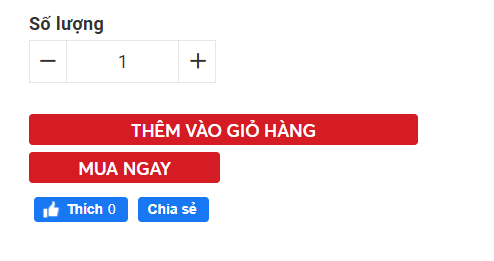 Số lượng
− 1 +
THÊM VÀO GIỎ HÀNG
MUA NGAY
Thích 0 Chia sẻ